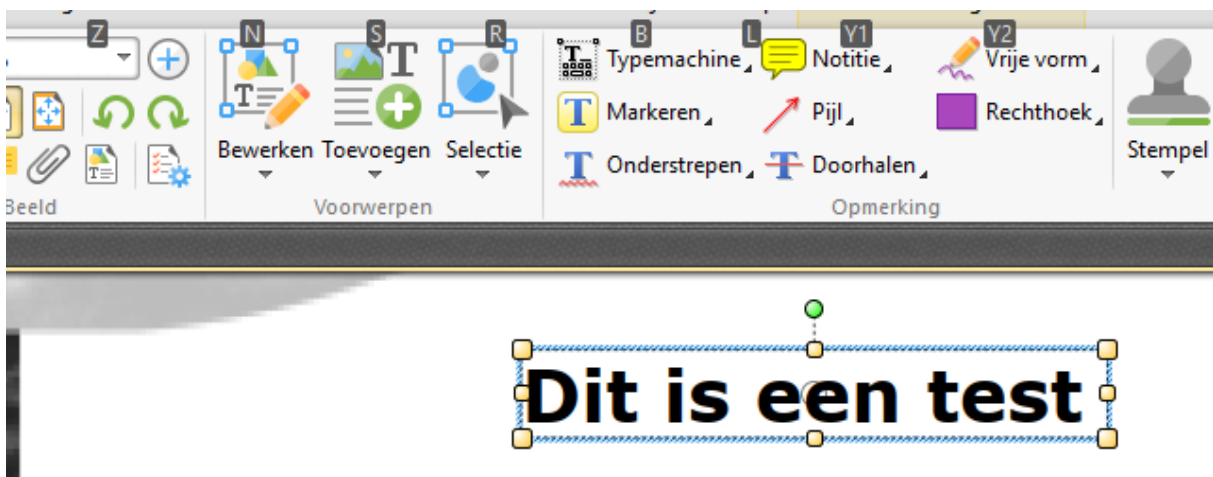 Z N S R B L Y1 Y2
Typemachine Notitie Vrije vorm
Markeren Pijl Rechthoek
Bewerken Toevoegen Selectie Stempel
Onderstrepen Doorhalen
Beeld Voorwerpen Opmerking
Dit is een test